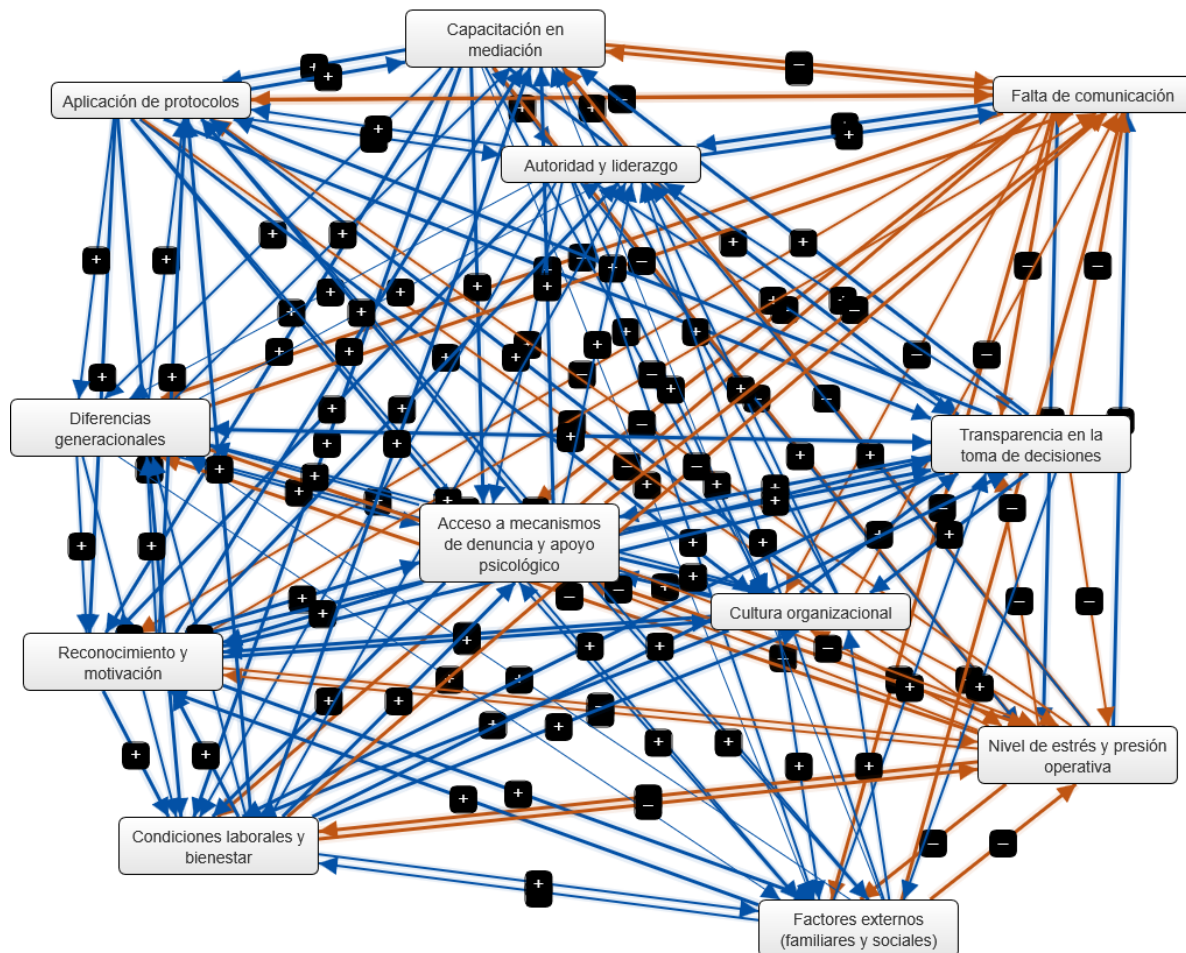 Capacitación en
mediación
Aplicación de protocolos
Falta de comunicación
Autoridad y liderazgo
Diferencias
generacionales
Transparencia en la
toma de decisiones
Acceso a mecanismos
de denuncia y apoyo
psicológico
Cultura organizacional
Reconocimiento y
motivación
Nivel de estrés y presión
operativa
Condiciones laborales y
bienestar
Factores externos
(familiares y sociales)